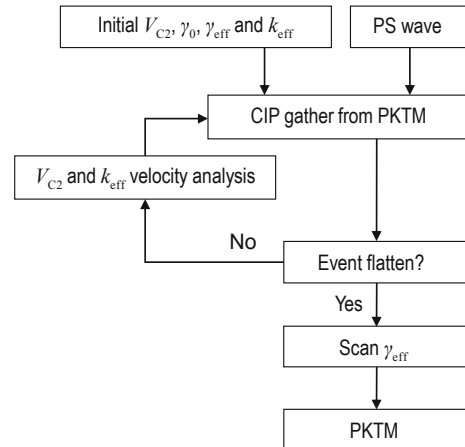 Initial V_C2, γ_0, γ_eff and k_eff
PS wave
CIP gather from PKTM
V_C2 and k_eff velocity analysis
No
Event flatten?
Yes
Scan γ_eff
PKTM